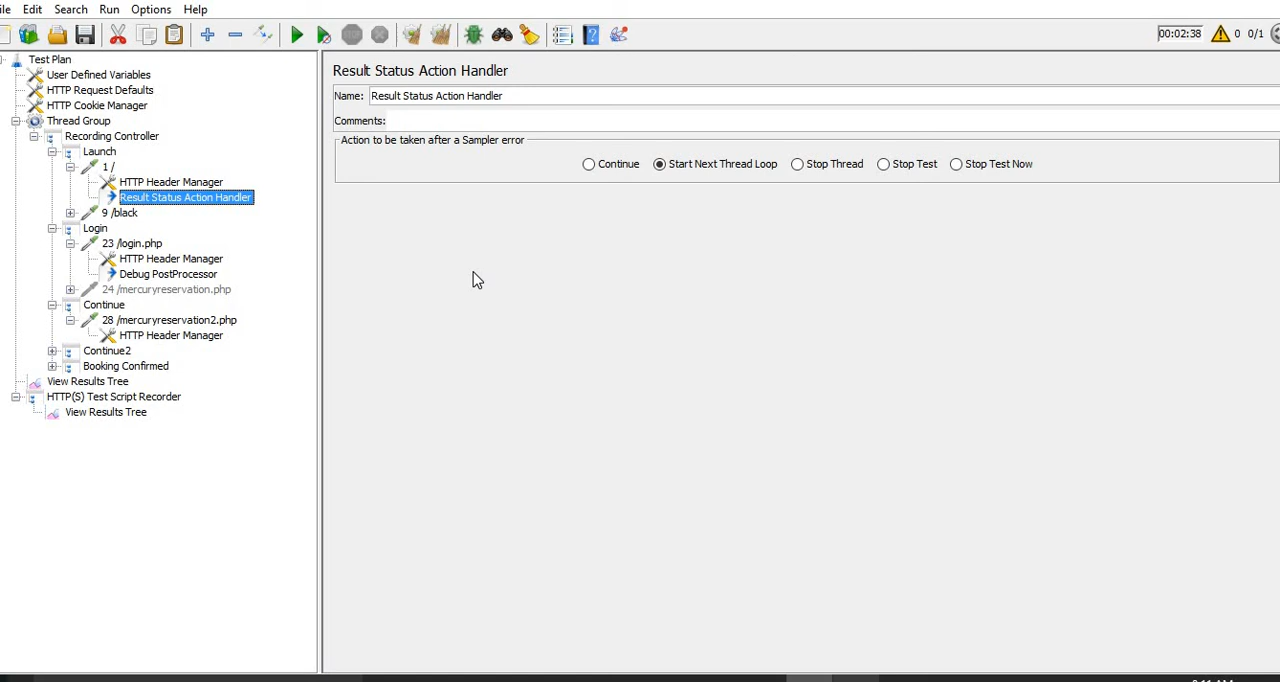 ile Edit Search Run Options Help
00:02:38 0 0/1
Test Plan
User Defined Variables
HTTP Request Defaults
HTTP Cookie Manager
Thread Group
Recording Controller
Launch
1 /
HTTP Header Manager
Result Status Action Handler
9 /black
Login
23 /login.php
HTTP Header Manager
Debug PostProcessor
24 /mercuryreservation.php
Continue
28 /mercuryreservation2.php
HTTP Header Manager
Continue2
Booking Confirmed
View Results Tree
HTTP(S) Test Script Recorder
View Results Tree
Result Status Action Handler
Name: Result Status Action Handler
Comments:
Action to be taken after a Sampler error
Continue Start Next Thread Loop Stop Thread Stop Test Stop Test Now